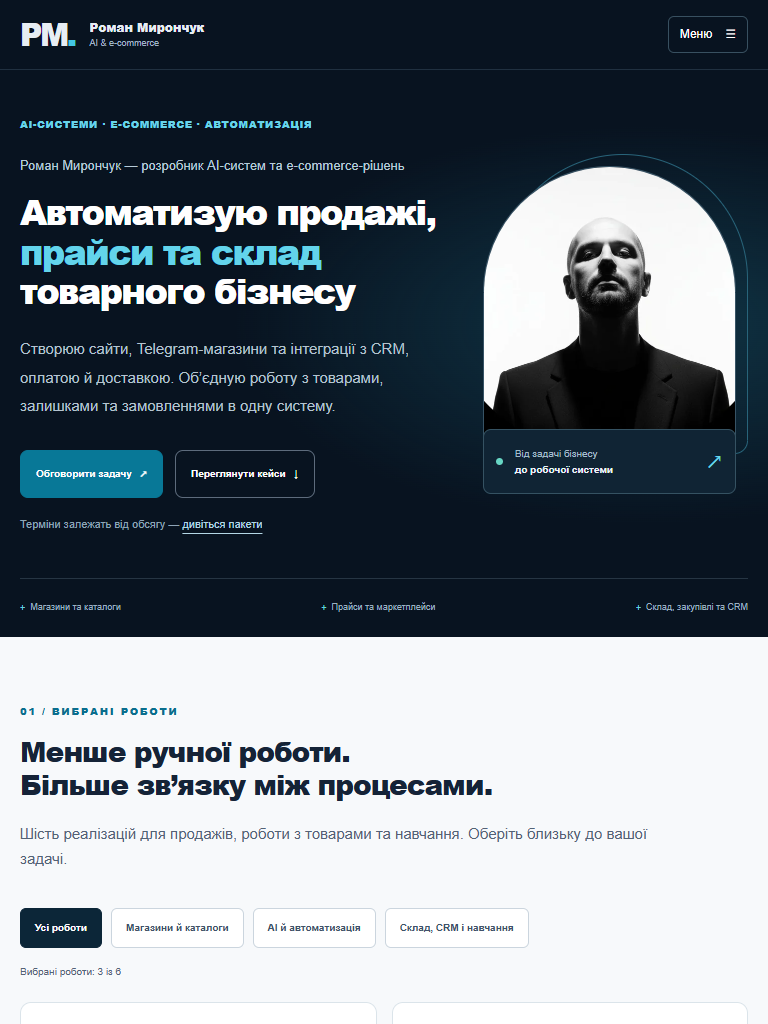 PM.
Роман Мирончук
AI & e-commerce
Меню ☰
AI-СИСТЕМИ · E-COMMERCE · АВТОМАТИЗАЦІЯ
Роман Мирончук — розробник AI-систем та e-commerce-рішень
Автоматизую продажі,
прайси та склад
товарного бізнесу
Створюю сайти, Telegram-магазини та інтеграції з CRM,
оплатою й доставкою. Об’єдную роботу з товарами,
залишками та замовленнями в одну систему.
Обговорити задачу ↗
Переглянути кейси ↓
Від задачі бізнесу
до робочої системи ↗
Терміни залежать від обсягу — дивіться пакети
+ Магазини та каталоги
+ Прайси та маркетплейси
+ Склад, закупівлі та CRM
01 / ВИБРАНІ РОБОТИ
Менше ручної роботи.
Більше зв’язку між процесами.
Шість реалізацій для продажів, роботи з товарами та навчання. Оберіть близьку до вашої
задачі.
Усі роботи
Магазини й каталоги
AI й автоматизація
Склад, CRM і навчання
Вибрані роботи: 3 із 6